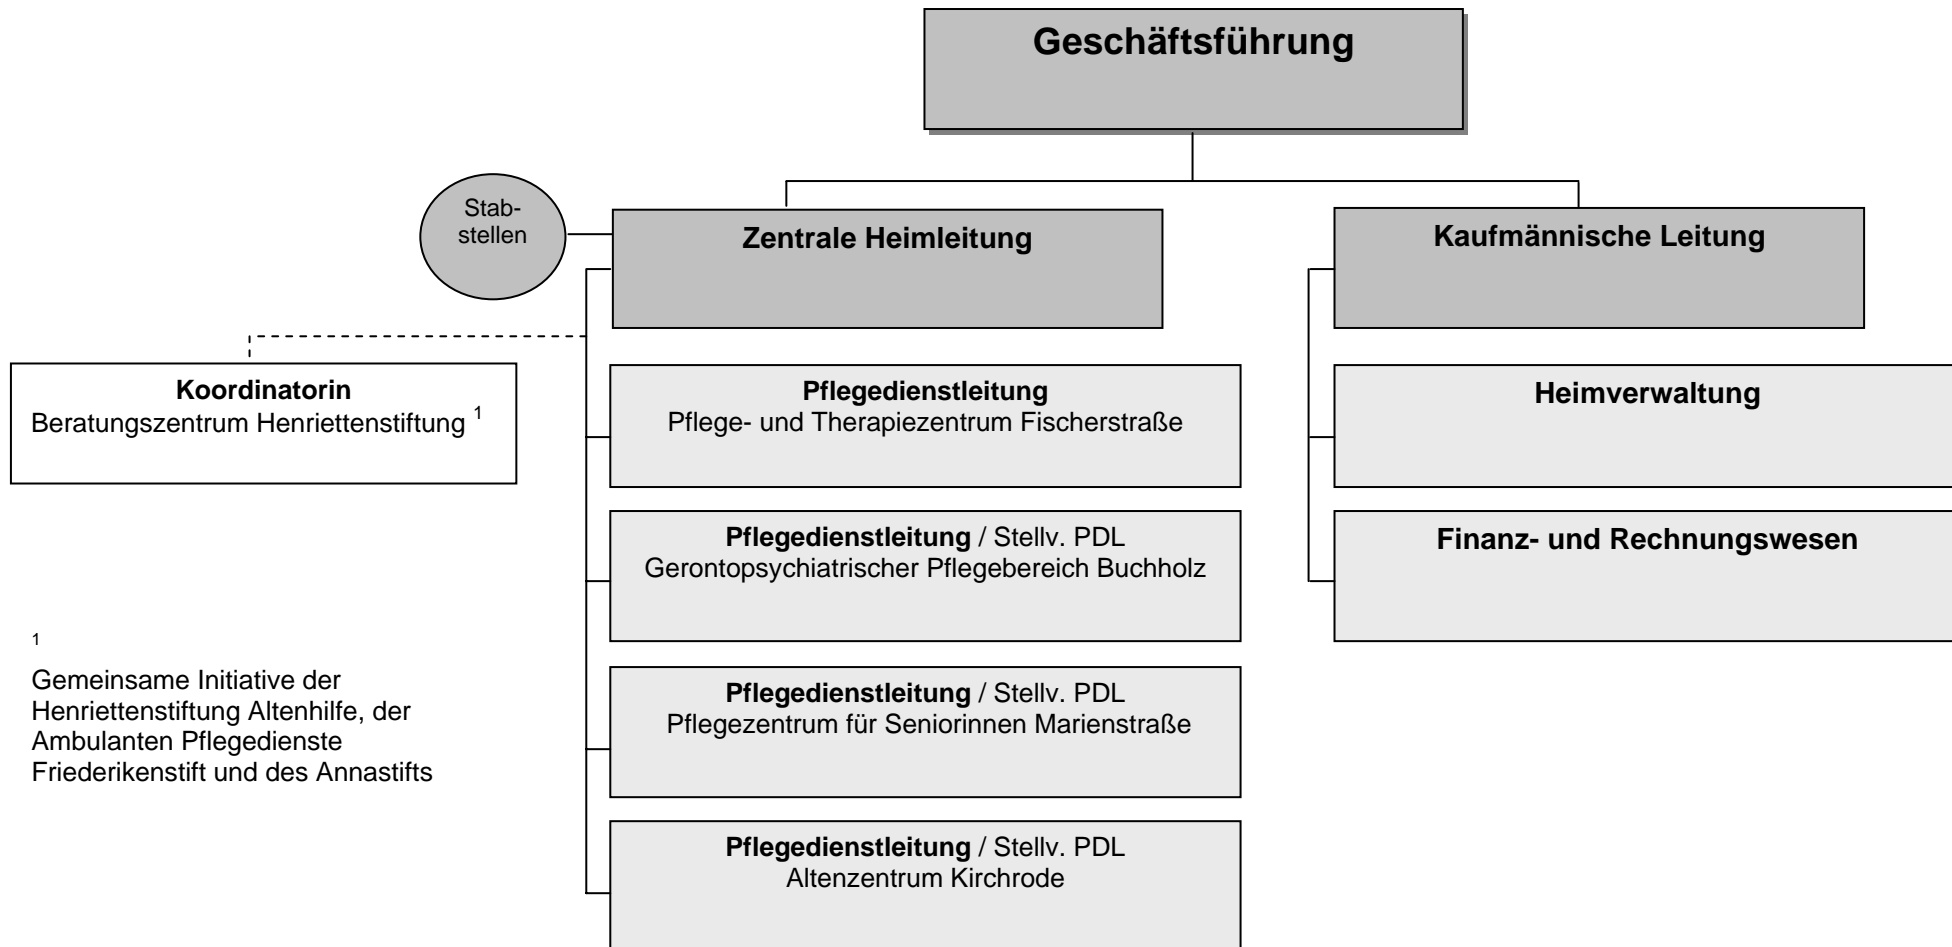 Geschäftsführung
Stab-
stellen
Zentrale Heimleitung
Kaufmännische Leitung
Koordinatorin
Beratungszentrum Henriettenstiftung ¹
Pflegedienstleitung
Pflege- und Therapiezentrum Fischerstraße
Heimverwaltung
Pflegedienstleitung / Stellv. PDL
Gerontopsychiatrischer Pflegebereich Buchholz
Finanz- und Rechnungswesen
Pflegedienstleitung / Stellv. PDL
Pflegezentrum für Seniorinnen Marienstraße
Pflegedienstleitung / Stellv. PDL
Altenzentrum Kirchrode
1
Gemeinsame Initiative der
Henriettenstiftung Altenhilfe, der
Ambulanten Pflegedienste
Friederikenstift und des Annastifts